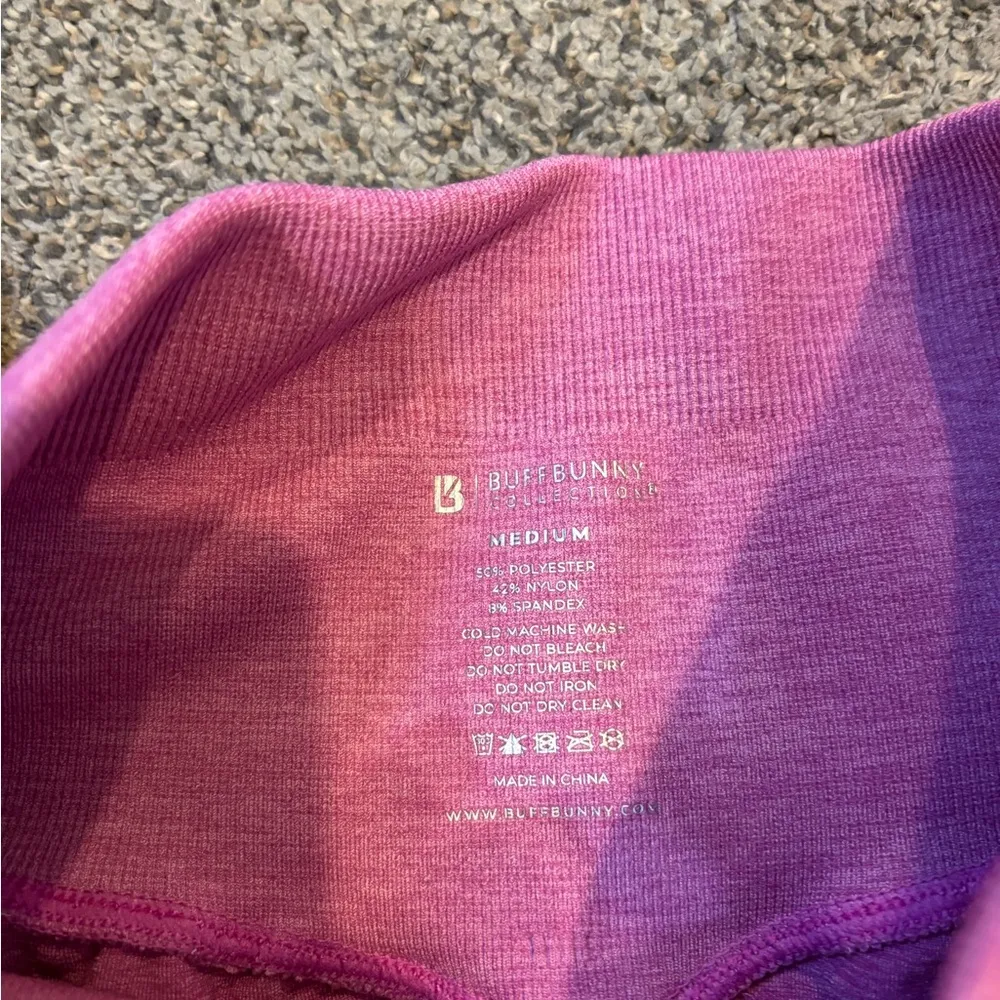 BUFFBUNNY
COLLECTION®
MEDIUM
50% POLYESTER
42% NYLON
8% SPANDEX
COLD MACHINE WASH
DO NOT BLEACH
DO NOT TUMBLE DRY
DO NOT IRON
DO NOT DRY CLEAN
MADE IN CHINA
WWW.BUFFBUNNY.COM